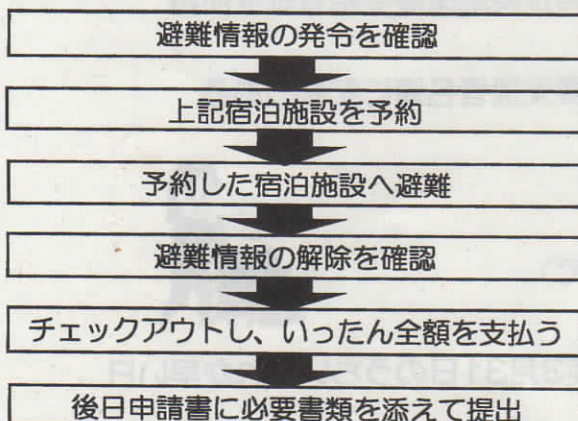 避難情報の発令を確認
上記宿泊施設を予約
予約した宿泊施設へ避難
避難情報の解除を確認
チェックアウトし、いったん全額を支払う
後日申請書に必要書類を添えて提出